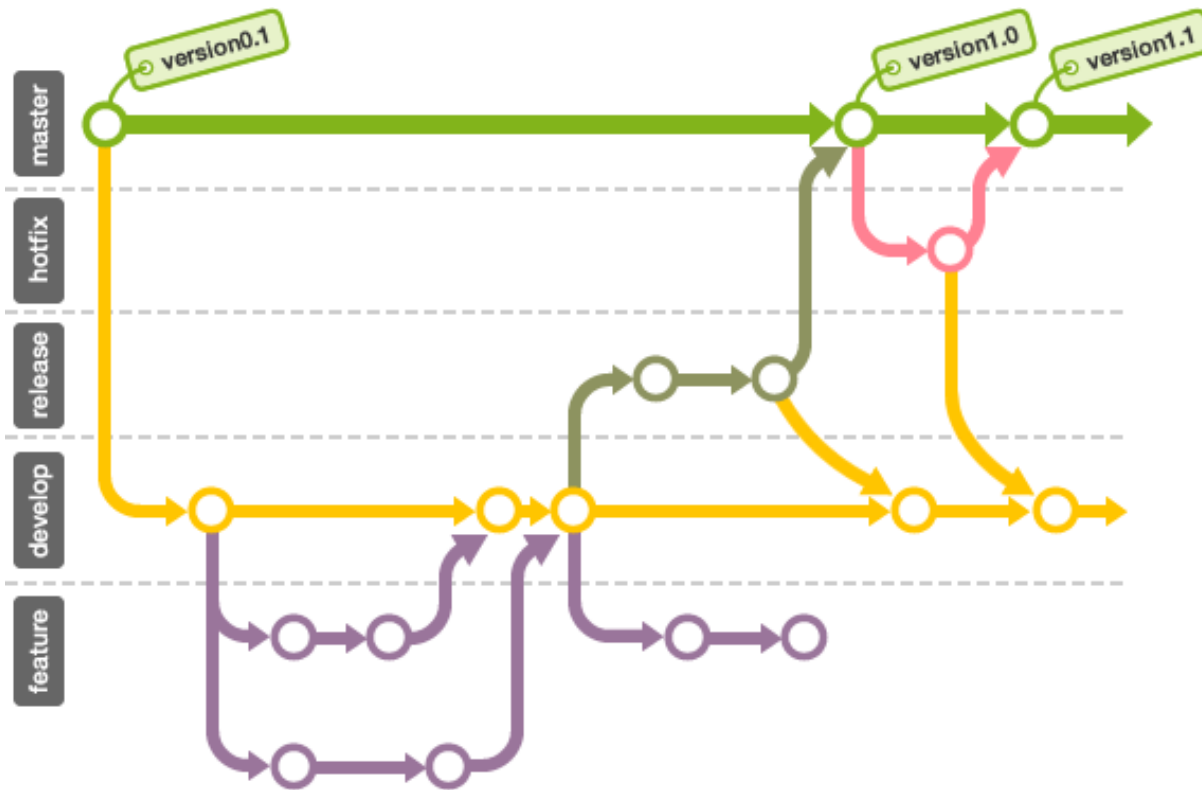 version0.1
version1.0
version1.1
master
hotfix
release
develop
feature